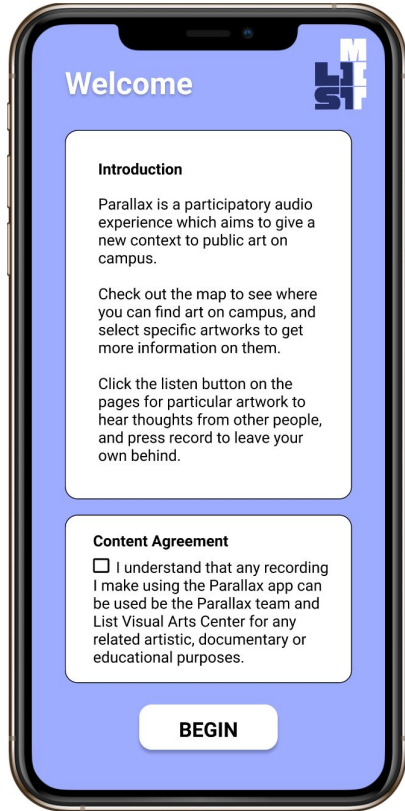 Welcome
MIT
LIST
Introduction
Parallax is a participatory audio
experience which aims to give a
new context to public art on
campus.
Check out the map to see where
you can find art on campus, and
select specific artworks to get
more information on them.
Click the listen button on the
pages for particular artwork to
hear thoughts from other people,
and press record to leave your
own behind.
Content Agreement
I understand that any recording
I make using the Parallax app can
be used be the Parallax team and
List Visual Arts Center for any
related artistic, documentary or
educational purposes.
BEGIN